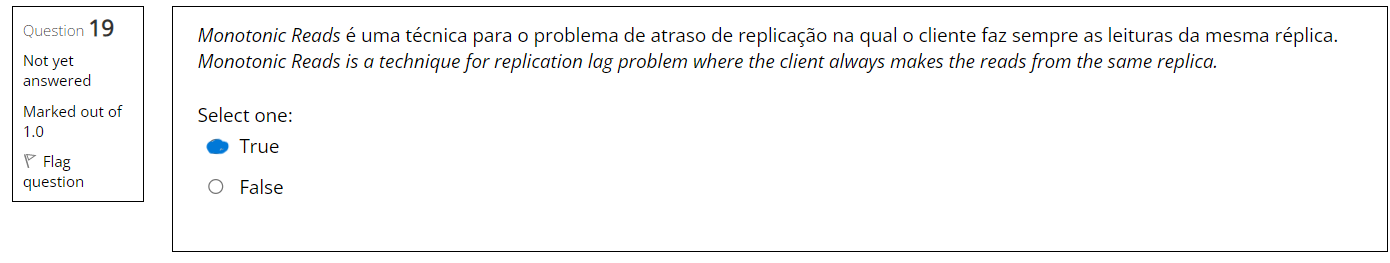 Question 19
Not yet
answered
Marked out of
1.0
Flag
question
Monotonic Reads é uma técnica para o problema de atraso de replicação na qual o cliente faz sempre as leituras da mesma réplica.
Monotonic Reads is a technique for replication lag problem where the client always makes the reads from the same replica.
Select one:
True
False